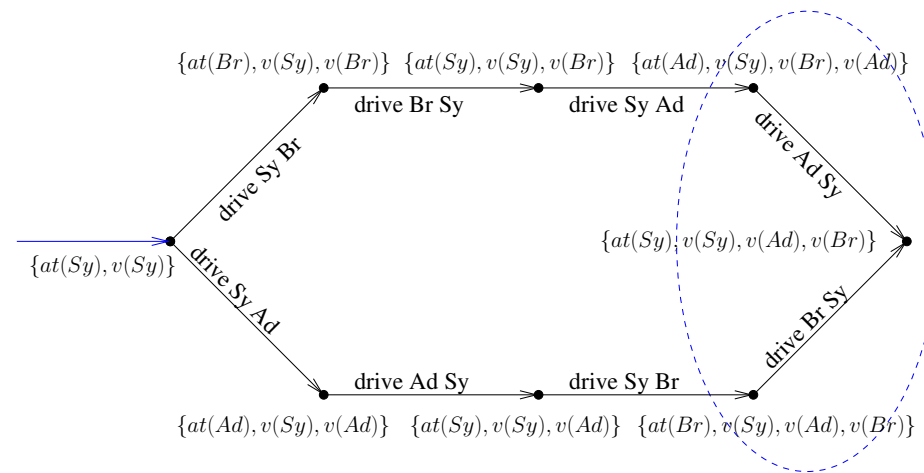 {at(Br), v(Sy), v(Br)} {at(Sy), v(Sy), v(Br)} {at(Ad), v(Sy), v(Br), v(Ad)}
drive Br Sy
drive Sy Ad
drive Sy Br
drive Ad Sy
{at(Sy), v(Sy)}
{at(Sy), v(Sy), v(Ad), v(Br)}
drive Sy Ad
drive Br Sy
drive Ad Sy
drive Sy Br
{at(Ad), v(Sy), v(Ad)} {at(Sy), v(Sy), v(Ad)} {at(Br), v(Sy), v(Ad), v(Br)}